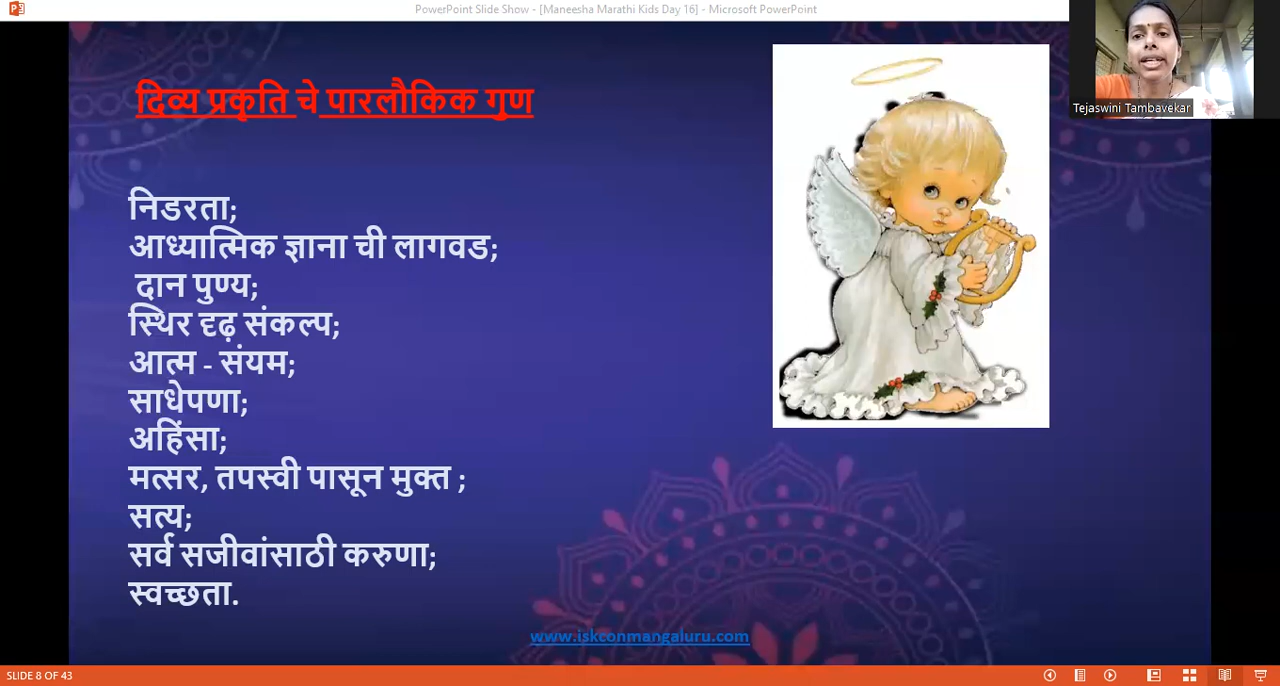 PowerPoint Slide Show - [Maneesha Marathi Kids Day 16] - Microsoft PowerPoint
Tejaswini Tambavekar
दिव्य प्रकृति चे पारलौकिक गुण
निडरता;
आध्यात्मिक ज्ञाना ची लागवड;
दान पुण्य;
स्थिर दृढ़ संकल्प;
आत्म - संयम;
साधेपणा;
अहिंसा;
मत्सर, तपस्वी पासून मुक्त ;
सत्य;
सर्व सजीवांसाठी करुणा;
स्वच्छता.
www.iskconmangaluru.com
SLIDE 8 OF 43